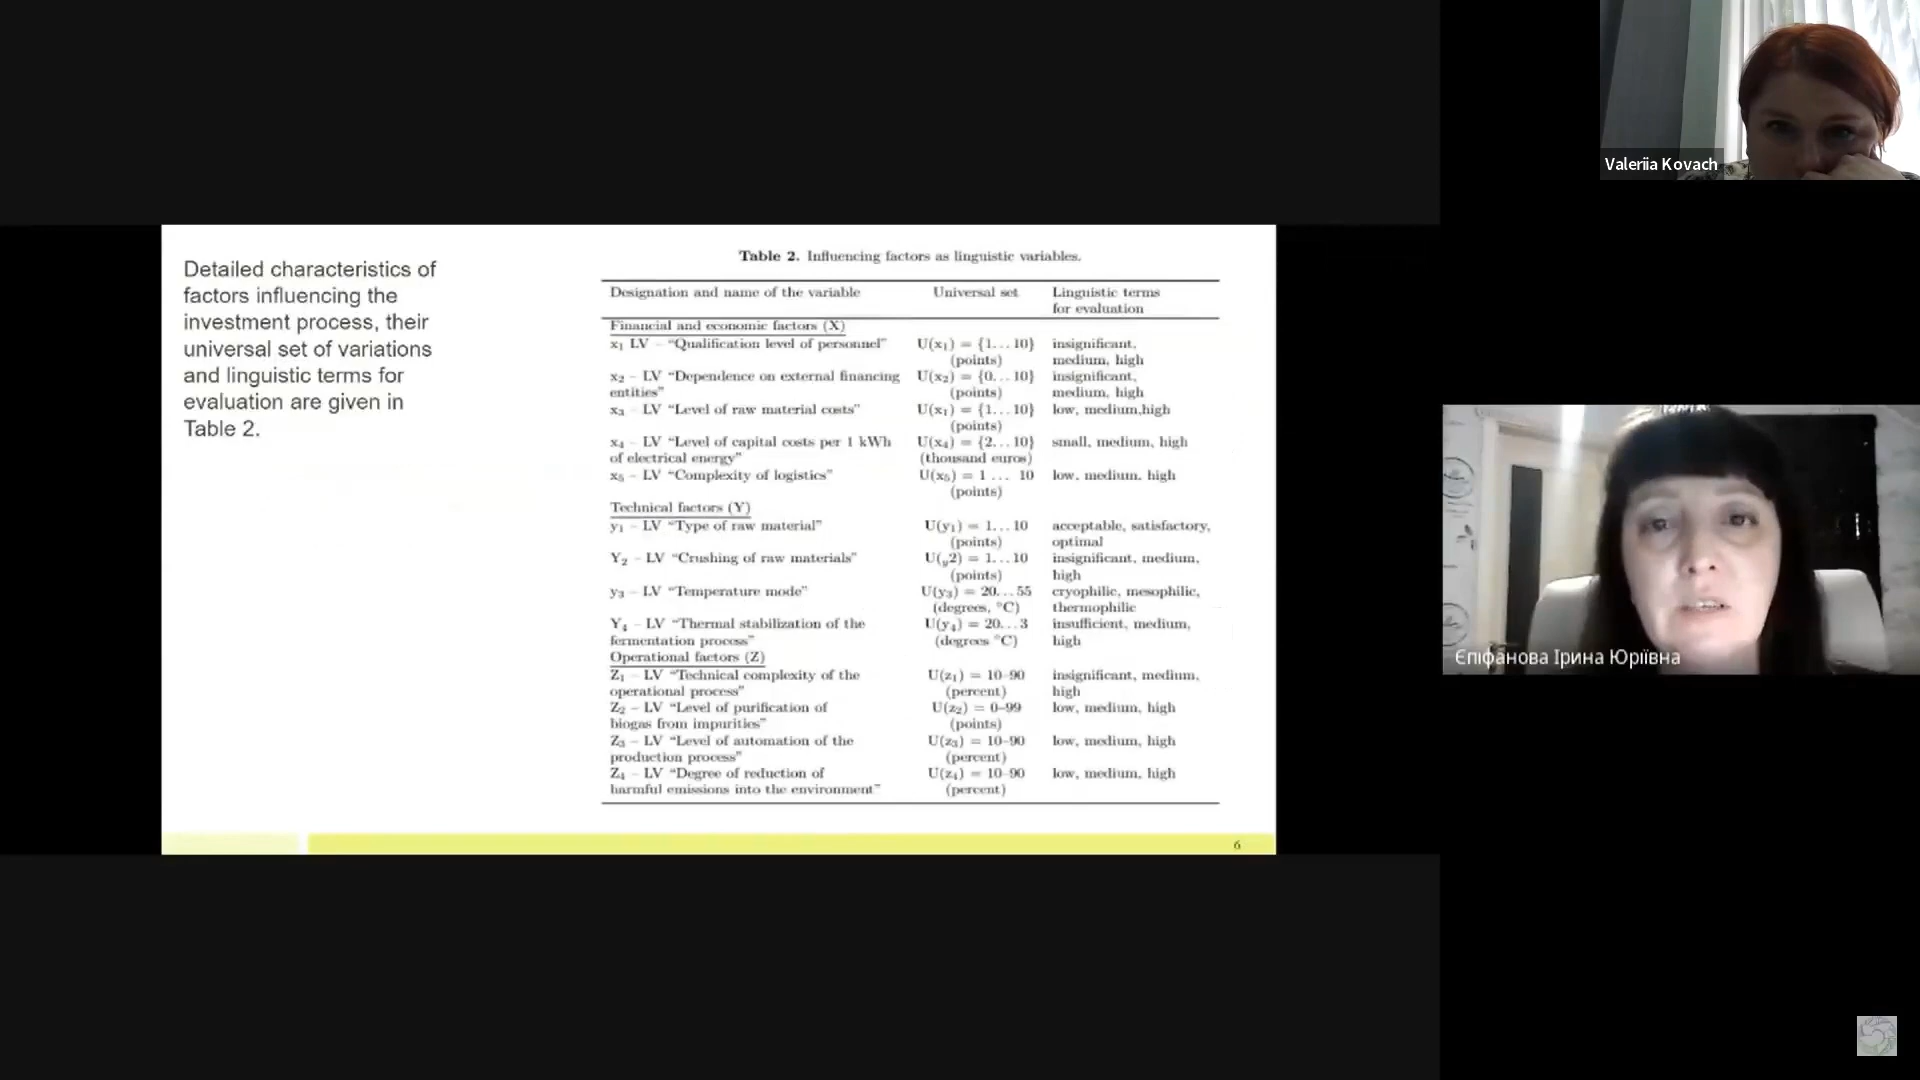 Valeriia Kovach
Detailed characteristics of
factors influencing the
investment process, their
universal set of variations
and linguistic terms for
evaluation are given in
Table 2.
Table 2. Influencing factors as linguistic variables.
Designation and name of the variable Universal set Linguistic terms
for evaluation
Financial and economic factors (X)
x₁ LV – “Qualification level of personnel” U(x₁) = {1... 10} insignificant,
(points) medium, high
x₂ – LV “Dependence on external financing U(x₂) = {0... 10} insignificant,
entities” (points) medium, high
x₃ – LV “Level of raw material costs” U(x₁) = {1... 10} low, medium,high
(points)
x₄ – LV “Level of capital costs per 1 kWh U(x₄) = {2... 10} small, medium, high
of electrical energy” (thousand euros)
x₅ – LV “Complexity of logistics” U(x₅) = 1 ... 10 low, medium, high
(points)
Technical factors (Y)
y₁ – LV “Type of raw material” U(y₁) = 1...10 acceptable, satisfactory,
(points) optimal
Y₂ – LV “Crushing of raw materials” U(ᵧ2) = 1...10 insignificant, medium,
(points) high
y₃ – LV “Temperature mode” U(y₃) = 20...55 cryophilic, mesophilic,
(degrees, °C) thermophilic
Y₄ – LV “Thermal stabilization of the U(y₄) = 20...3 insufficient, medium,
fermentation process” (degrees °C) high
Operational factors (Z)
Z₁ – LV “Technical complexity of the U(z₁) = 10–90 insignificant, medium,
operational process” (percent) high
Z₂ – LV “Level of purification of U(z₂) = 0–99 low, medium, high
biogas from impurities” (points)
Z₃ – LV “Level of automation of the U(z₃) = 10–90 low, medium, high
production process” (percent)
Z₄ – LV “Degree of reduction of U(z₄) = 10–90 low, medium, high
harmful emissions into the environment” (percent)
6
Єпіфанова Ірина Юріївна